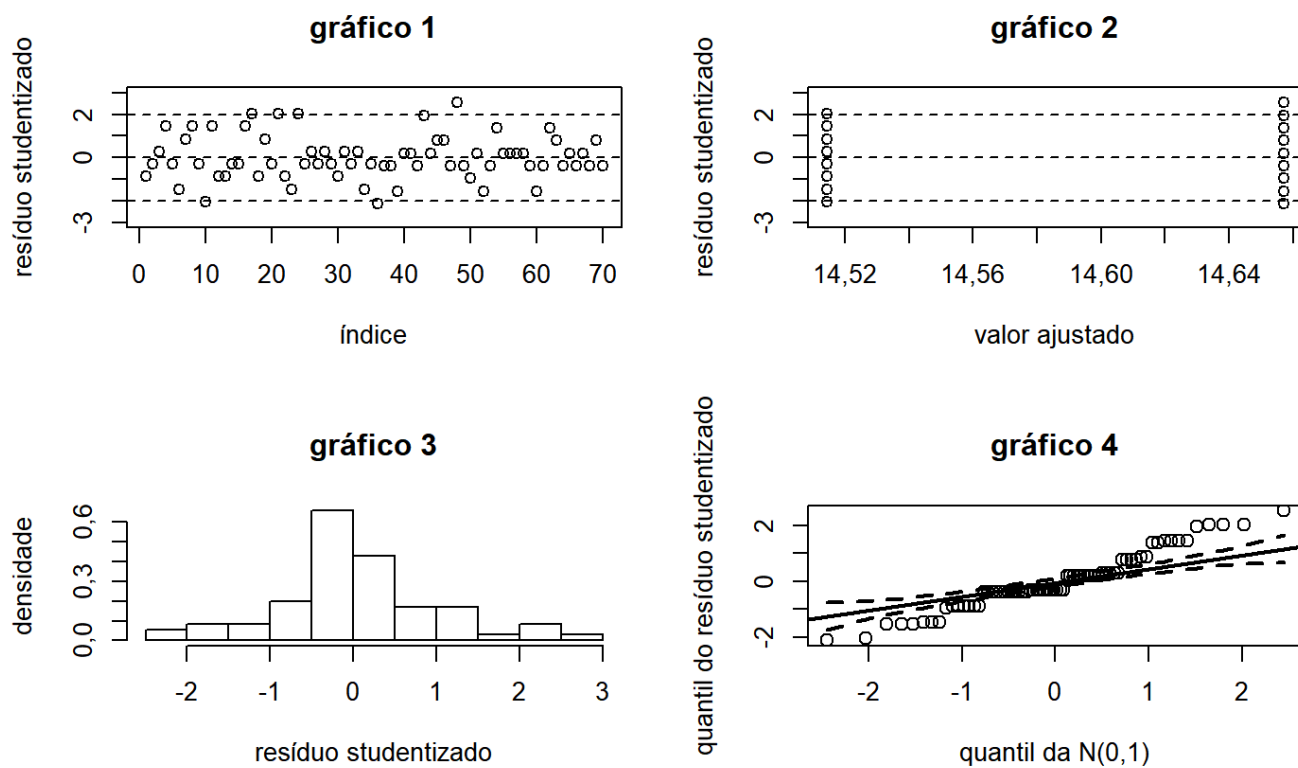 gráfico 1
resíduo studentizado
2
0
-3
0 10 20 30 40 50 60 70
índice
gráfico 2
resíduo studentizado
2
0
-3
14,52 14,56 14,60 14,64
valor ajustado
gráfico 3
densidade
0,6
0,3
0,0
-2 -1 0 1 2 3
resíduo studentizado
gráfico 4
quantil do resíduo studentizado
2
0
-2
-2 -1 0 1 2
quantil da N(0,1)